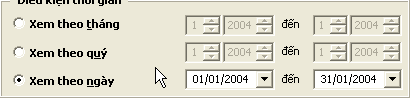 Điều kiện thời gian
Xem theo tháng 1 2004 đến 1 2004
Xem theo quý 1 2004 đến 1 2004
Xem theo ngày 01/01/2004 đến 31/01/2004